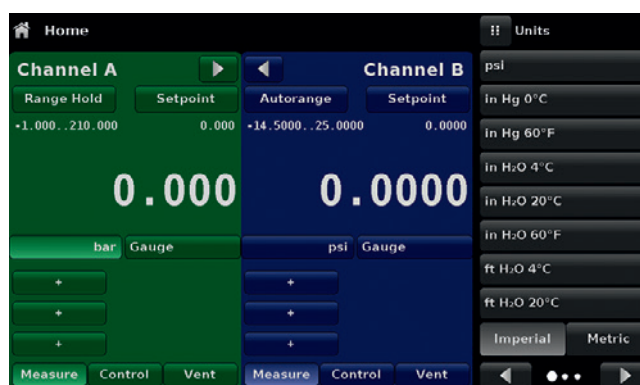 Home
Channel A
Range Hold Setpoint
-1.000..210.000 0.000
0.000
bar Gauge
+
+
+
Measure Control Vent
Channel B
Autorange Setpoint
-14.5000..25.0000 0.0000
0.0000
psi Gauge
+
+
+
Measure Control Vent
Units
psi
in Hg 0°C
in Hg 60°F
in H₂O 4°C
in H₂O 20°C
in H₂O 60°F
ft H₂O 4°C
ft H₂O 20°C
Imperial Metric